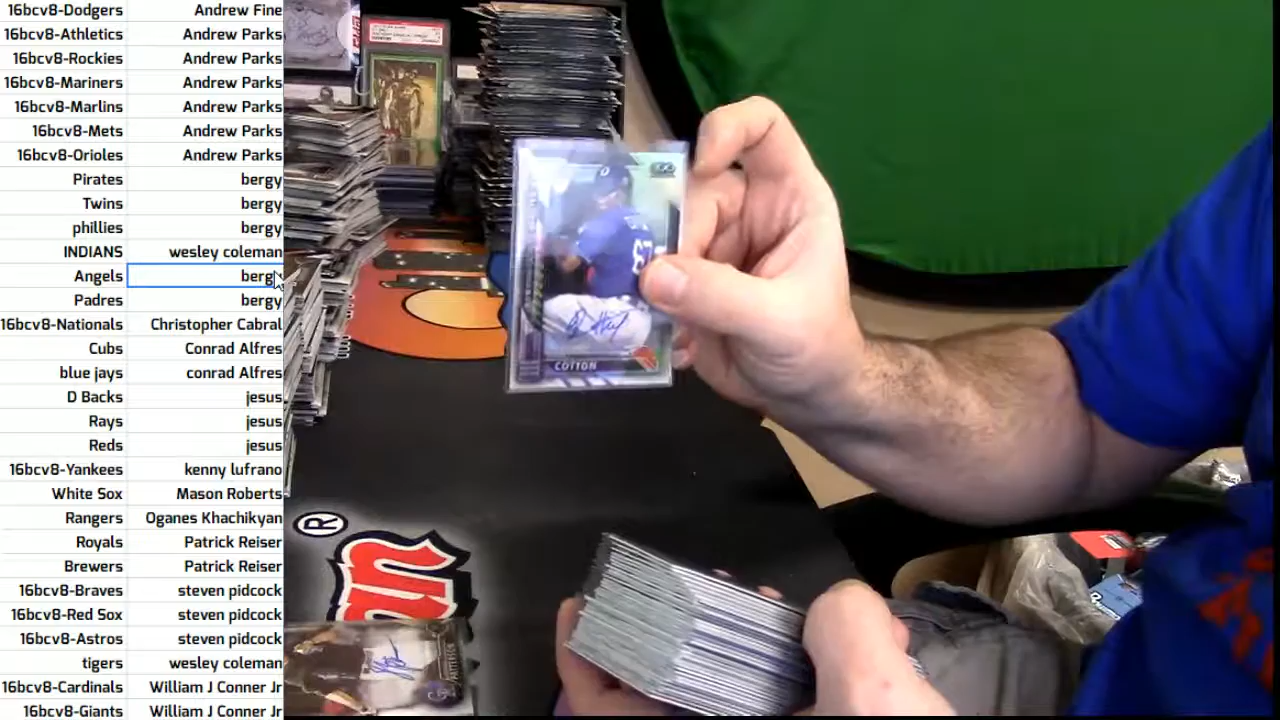 16bcv8-Dodgers Andrew Fine
16bcv8-Athletics Andrew Parks
16bcv8-Rockies Andrew Parks
16bcv8-Mariners Andrew Parks
16bcv8-Marlins Andrew Parks
16bcv8-Mets Andrew Parks
16bcv8-Orioles Andrew Parks
Pirates bergy
Twins bergy
phillies bergy
INDIANS wesley coleman
Angels berg
Padres bergy
16bcv8-Nationals Christopher Cabral
Cubs Conrad Alfres
blue jays conrad Alfres
D Backs jesus
Rays jesus
Reds jesus
16bcv8-Yankees kenny lufrano
White Sox Mason Roberts
Rangers Oganes Khachikyan
Royals Patrick Reiser
Brewers Patrick Reiser
16bcv8-Braves steven pidcock
16bcv8-Red Sox steven pidcock
16bcv8-Astros steven pidcock
tigers wesley coleman
16bcv8-Cardinals William J Conner Jr
16bcv8-Giants William J Conner Jr
67
COTTON
®
PATTERSON